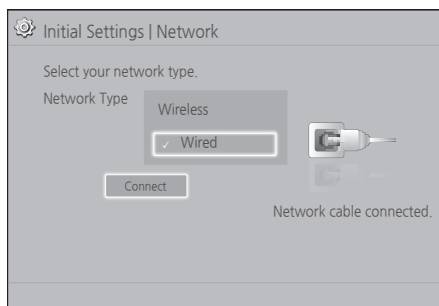 Initial Settings | Network
Select your network type.
Network Type
Wireless
✓ Wired
Connect
Network cable connected.